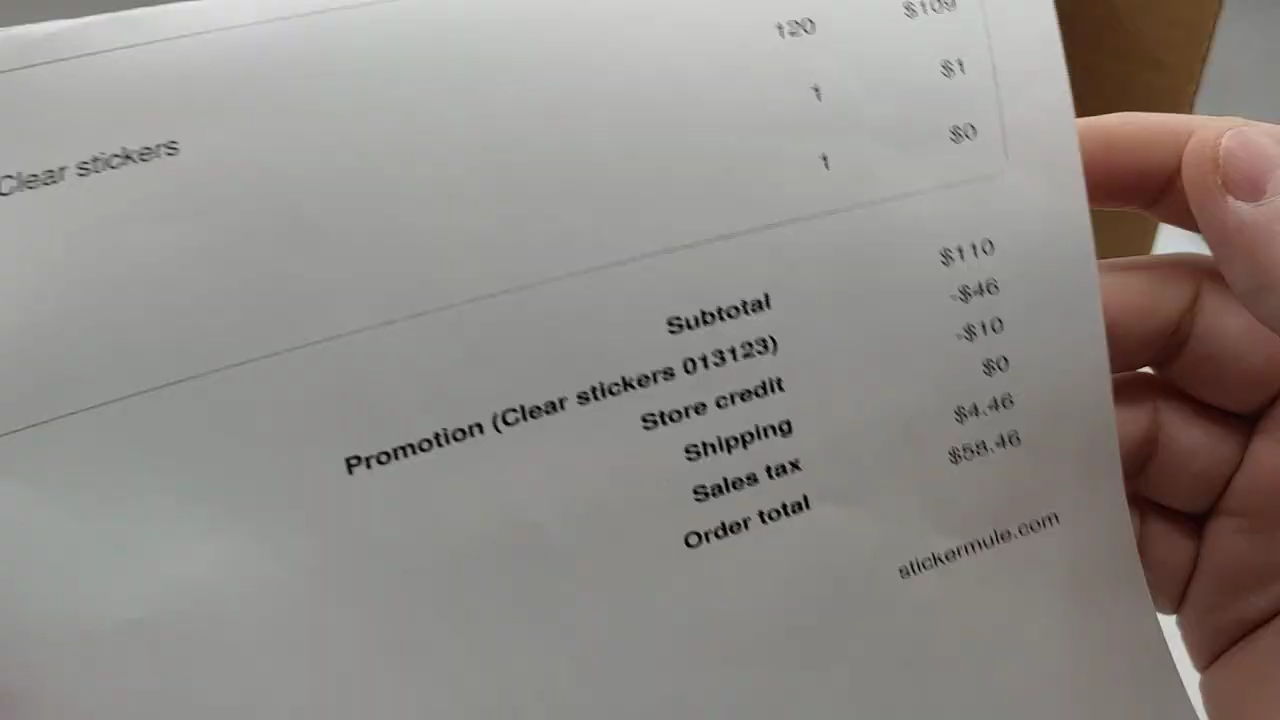 120 $109
1 $1
Clear stickers 1 $0
Subtotal $110
Promotion (Clear stickers 013123) -$46
Store credit -$10
Shipping $0
Sales tax $4.46
Order total $58.46
stickermule.com